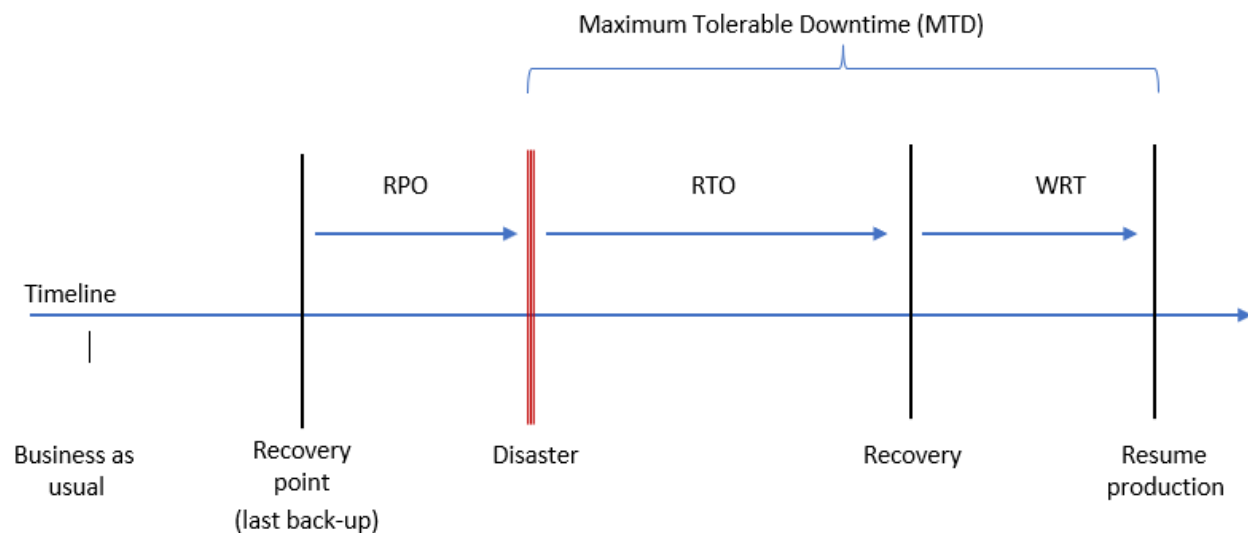 Maximum Tolerable Downtime (MTD)
RPO
RTO
WRT
Timeline
Business as
usual
Recovery
point
(last back-up)
Disaster
Recovery
Resume
production